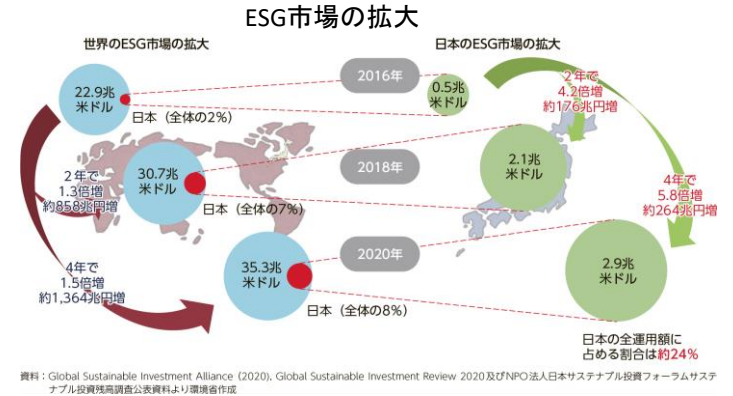 ESG市場の拡大
世界のESG市場の拡大
日本のESG市場の拡大
2016年
22.9兆
米ドル
日本（全体の2%）
0.5兆
米ドル
2年で
4.2倍増
約176兆円増
2018年
30.7兆
米ドル
日本（全体の7%）
2.1兆
米ドル
2年で
1.3倍増
約858兆円増
4年で
5.8倍増
約264兆円増
2020年
35.3兆
米ドル
日本（全体の8%）
2.9兆
米ドル
4年で
1.5倍増
約1,364兆円増
日本の全運用額に
占める割合は約24%
資料：Global Sustainable Investment Alliance (2020), Global Sustainable Investment Review 2020及びNPO法人日本サステナブル投資フォーラムサステ
ナブル投資残高調査公表資料より環境省作成